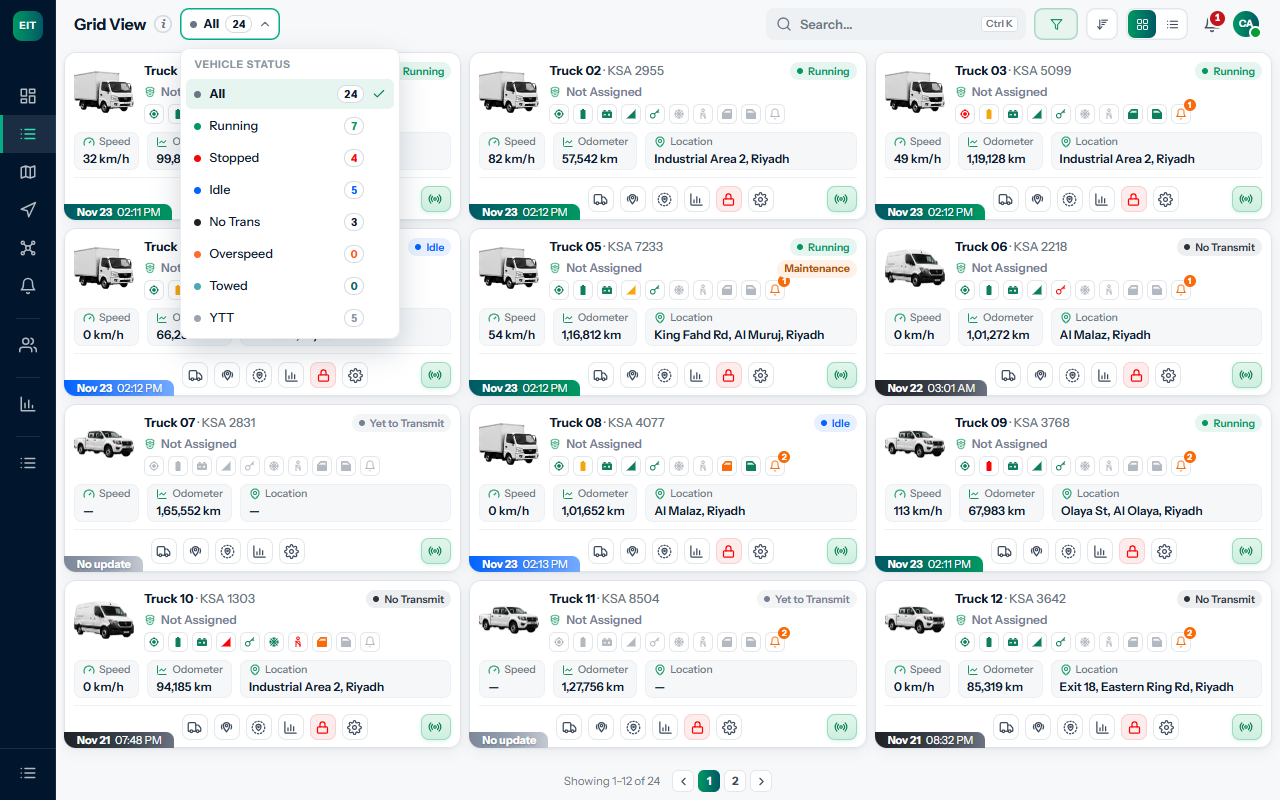 EIT
Grid View
i
All 24
Search...
Ctrl K
1
CA
VEHICLE STATUS
All 24
Running 7
Stopped 4
Idle 5
No Trans 3
Overspeed 0
Towed 0
YTT 5
Truck
Running
Not
Speed
32 km/h
99,8
Nov 23 02:11 PM
Truck 02 · KSA 2955
Running
Not Assigned
Speed
82 km/h
Odometer
57,542 km
Location
Industrial Area 2, Riyadh
Nov 23 02:12 PM
Truck 03 · KSA 5099
Running
Not Assigned
1
Speed
49 km/h
Odometer
1,19,128 km
Location
Industrial Area 2, Riyadh
Nov 23 02:12 PM
Truck
Idle
Not
Speed
0 km/h
Nov 23 02:12 PM
Truck 05 · KSA 7233
Running
Not Assigned
Maintenance
1
Speed
54 km/h
Odometer
1,16,812 km
Location
King Fahd Rd, Al Muruj, Riyadh
Nov 23 02:12 PM
Truck 06 · KSA 2218
No Transmit
Not Assigned
1
Speed
0 km/h
Odometer
1,01,272 km
Location
Al Malaz, Riyadh
Nov 22 03:01 AM
Truck 07 · KSA 2831
Yet to Transmit
Not Assigned
Speed
—
Odometer
1,65,552 km
Location
—
No update
Truck 08 · KSA 4077
Idle
Not Assigned
2
Speed
0 km/h
Odometer
1,01,652 km
Location
Al Malaz, Riyadh
Nov 23 02:13 PM
Truck 09 · KSA 3768
Running
Not Assigned
2
Speed
113 km/h
Odometer
67,983 km
Location
Olaya St, Al Olaya, Riyadh
Nov 23 02:11 PM
Truck 10 · KSA 1303
No Transmit
Not Assigned
Speed
0 km/h
Odometer
94,185 km
Location
Industrial Area 2, Riyadh
Nov 21 07:48 PM
Truck 11 · KSA 8504
Yet to Transmit
Not Assigned
2
Speed
—
Odometer
1,27,756 km
Location
—
No update
Truck 12 · KSA 3642
No Transmit
Not Assigned
2
Speed
0 km/h
Odometer
85,319 km
Location
Exit 18, Eastern Ring Rd, Riyadh
Nov 21 08:32 PM
Showing 1–12 of 24
1
2